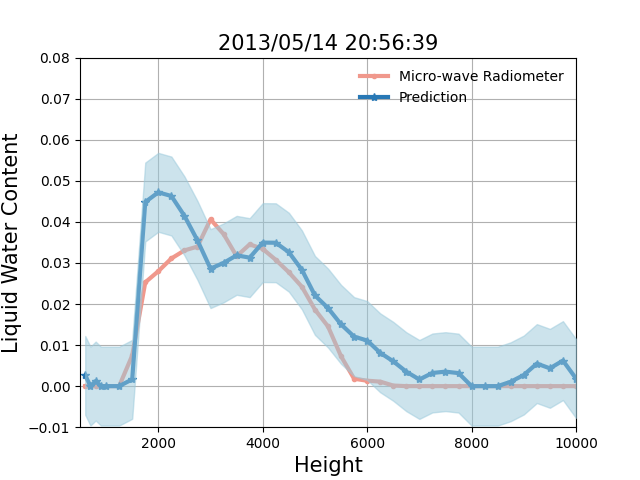 2013/05/14 20:56:39
0.08
0.07
0.06
0.05
0.04
0.03
0.02
0.01
0.00
−0.01
Liquid Water Content
Micro-wave Radiometer
Prediction
2000 4000 6000 8000 10000
Height